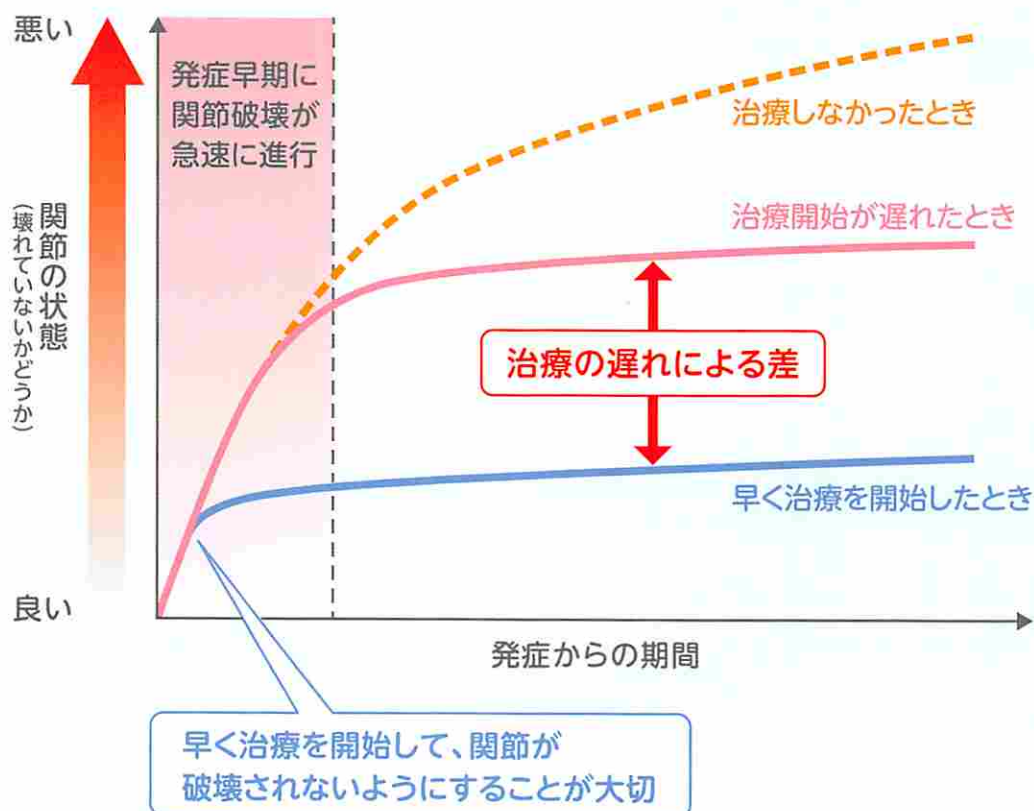 悪い
発症早期に
関節破壊が
急速に進行
治療しなかったとき
治療開始が遅れたとき
関節の状態
(壊れていないかどうか)
治療の遅れによる差
早く治療を開始したとき
良い
発症からの期間
早く治療を開始して、関節が
破壊されないようにすることが大切